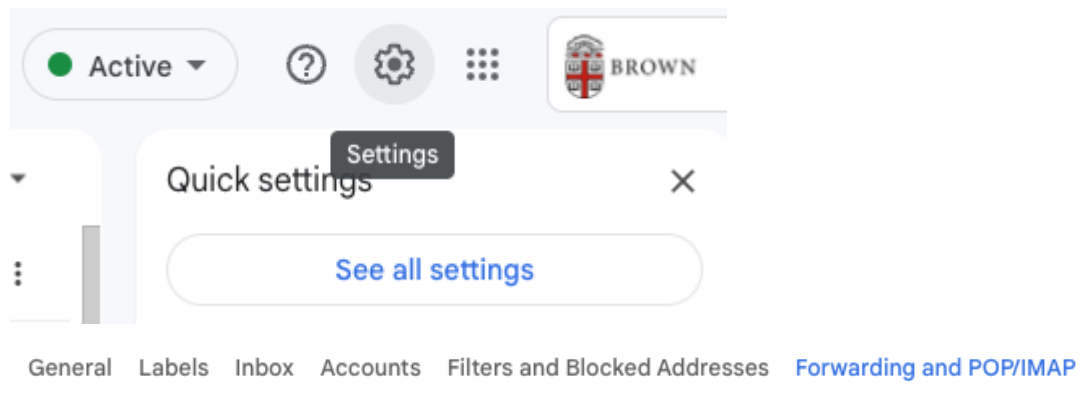 Active
BROWN
Settings
Quick settings
See all settings
General Labels Inbox Accounts Filters and Blocked Addresses Forwarding and POP/IMAP